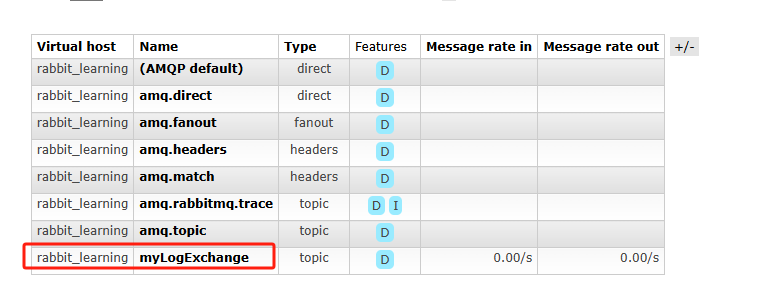 Virtual host Name Type Features Message rate in Message rate out +/-
rabbit_learning (AMQP default) direct D
rabbit_learning amq.direct direct D
rabbit_learning amq.fanout fanout D
rabbit_learning amq.headers headers D
rabbit_learning amq.match headers D
rabbit_learning amq.rabbitmq.trace topic D I
rabbit_learning amq.topic topic D
rabbit_learning myLogExchange topic D 0.00/s 0.00/s